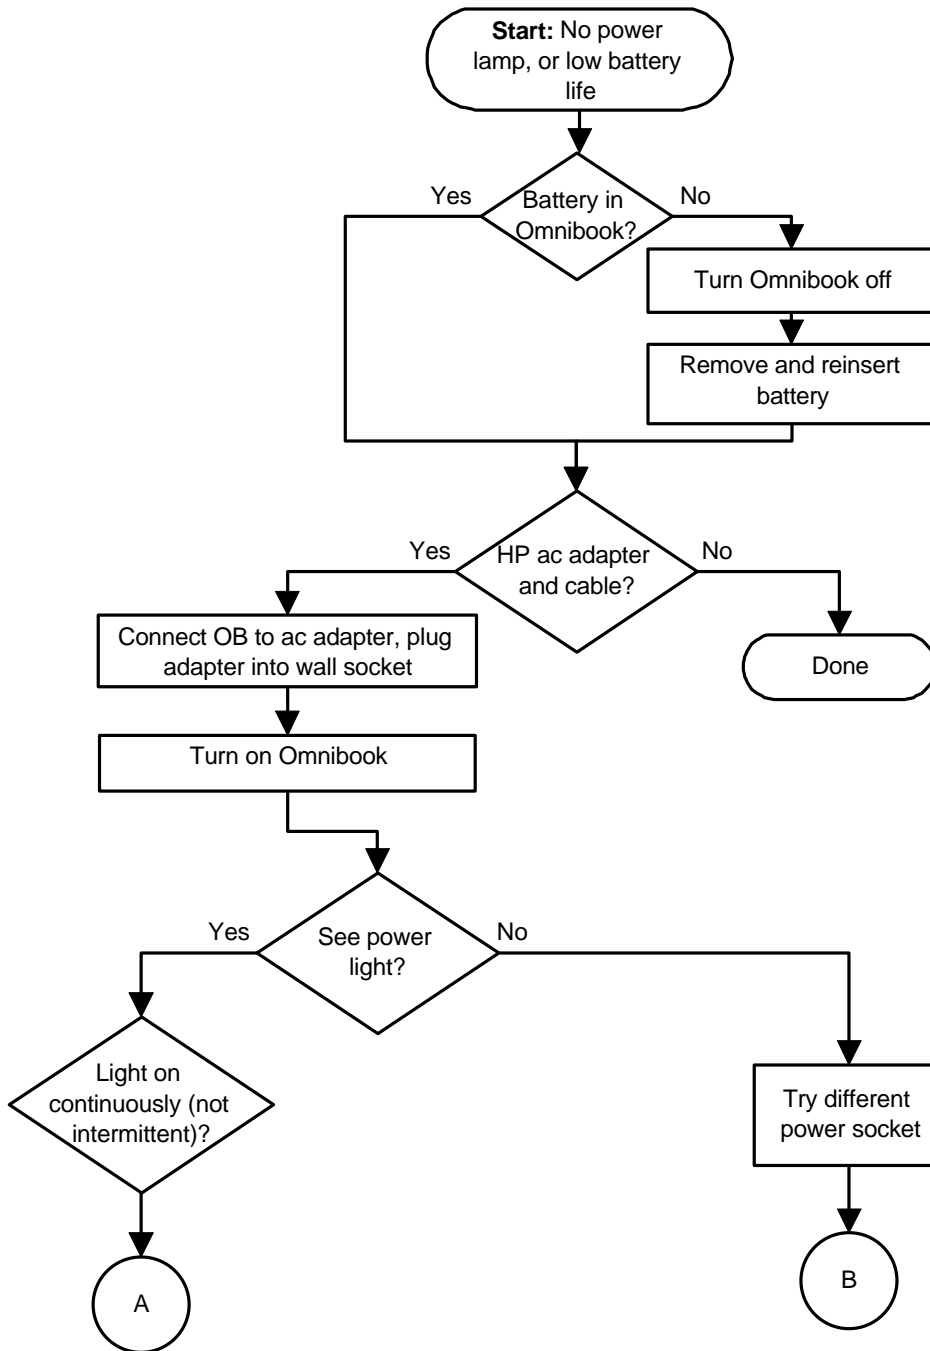 Start: No power
lamp, or low battery
life
Yes
Battery in
Omnibook?
No
Turn Omnibook off
Remove and reinsert
battery
Yes
HP ac adapter
and cable?
No
Connect OB to ac adapter, plug
adapter into wall socket
Done
Turn on Omnibook
Yes
See power
light?
No
Light on
continuously (not
intermittent)?
Try different
power socket
A
B